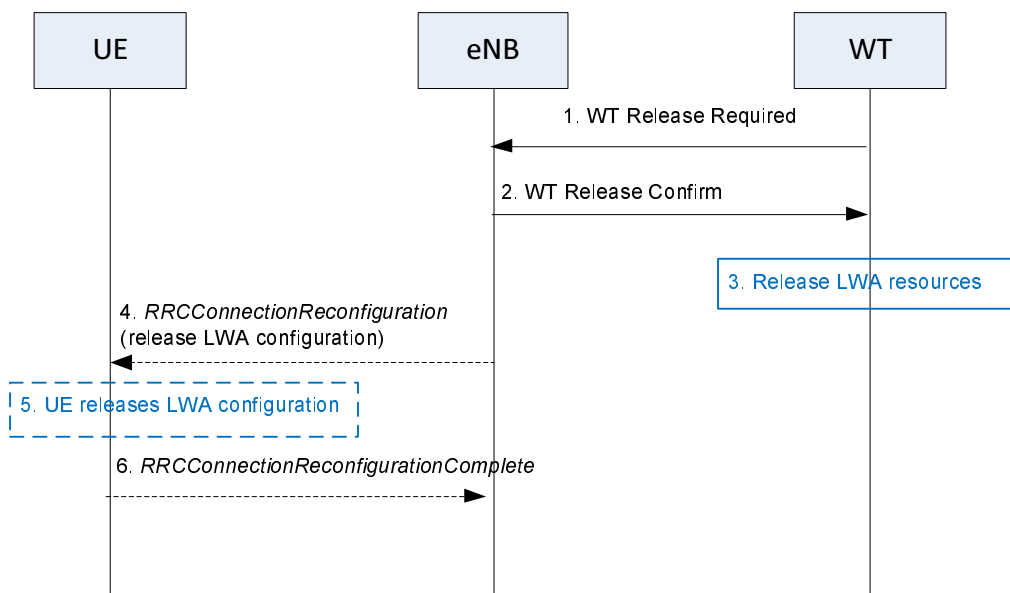 UE
eNB
WT
1. WT Release Required
2. WT Release Confirm
3. Release LWA resources
4. RRCConnectionReconfiguration
(release LWA configuration)
5. UE releases LWA configuration
6. RRCConnectionReconfigurationComplete